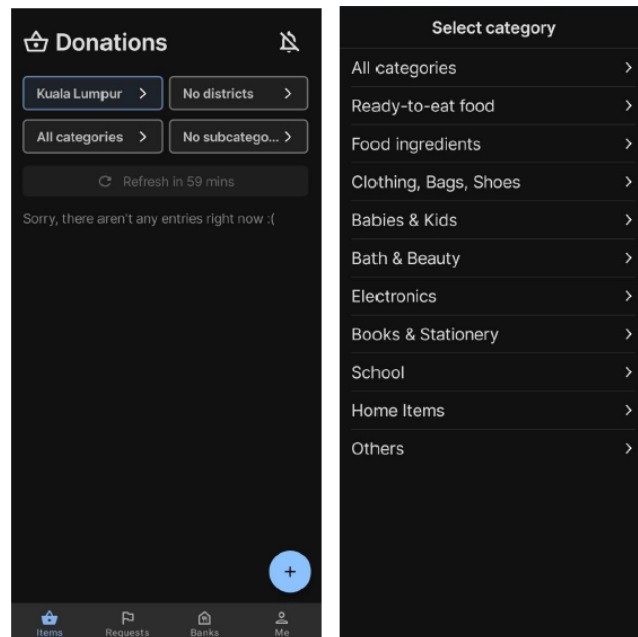 Donations
Kuala Lumpur
No districts
All categories
No subcatego...
Refresh in 59 mins
Sorry, there aren't any entries right now :(
Items
Requests
Banks
Me
Select category
All categories
Ready-to-eat food
Food ingredients
Clothing, Bags, Shoes
Babies & Kids
Bath & Beauty
Electronics
Books & Stationery
School
Home Items
Others